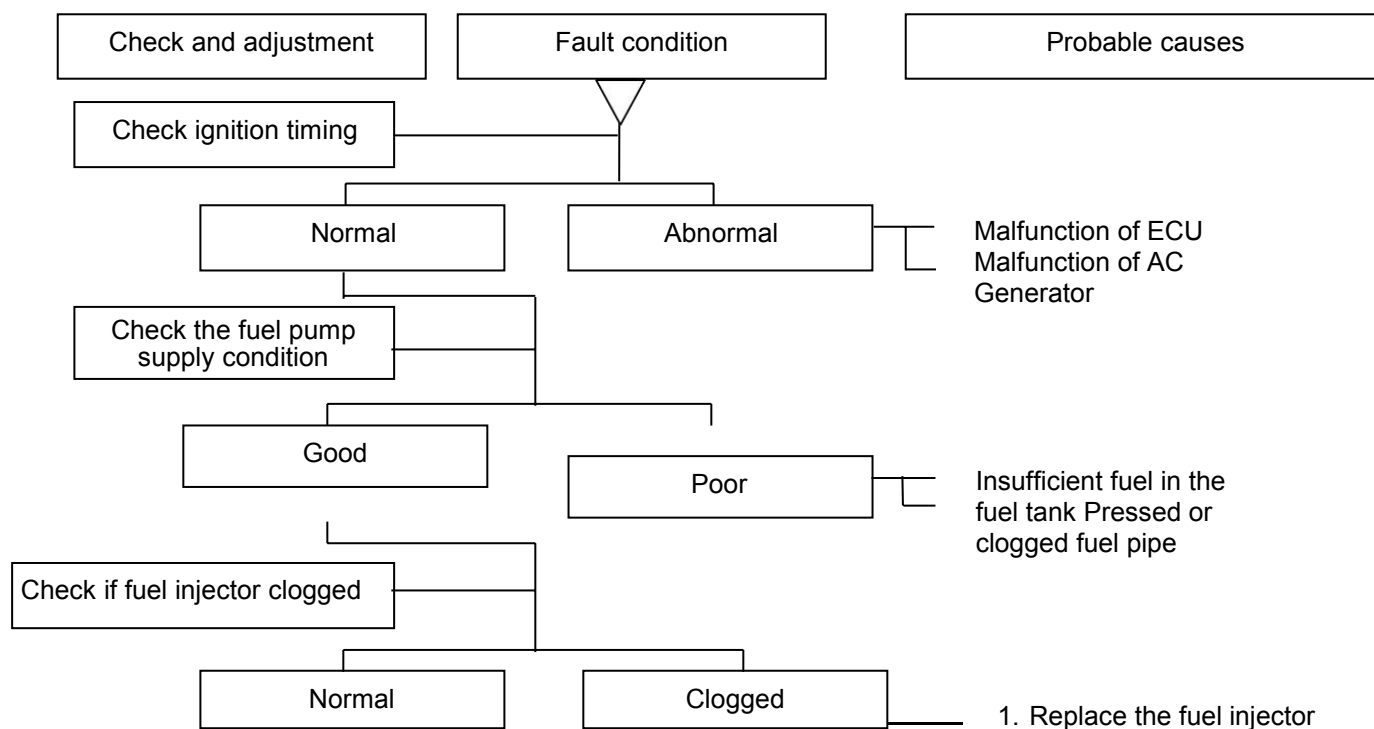 Check and adjustment
Fault condition
Probable causes
Check ignition timing
Normal
Abnormal
Malfunction of ECU
Malfunction of AC
Generator
Check the fuel pump
supply condition
Good
Poor
Insufficient fuel in the
fuel tank Pressed or
clogged fuel pipe
Check if fuel injector clogged
Normal
Clogged
1. Replace the fuel injector